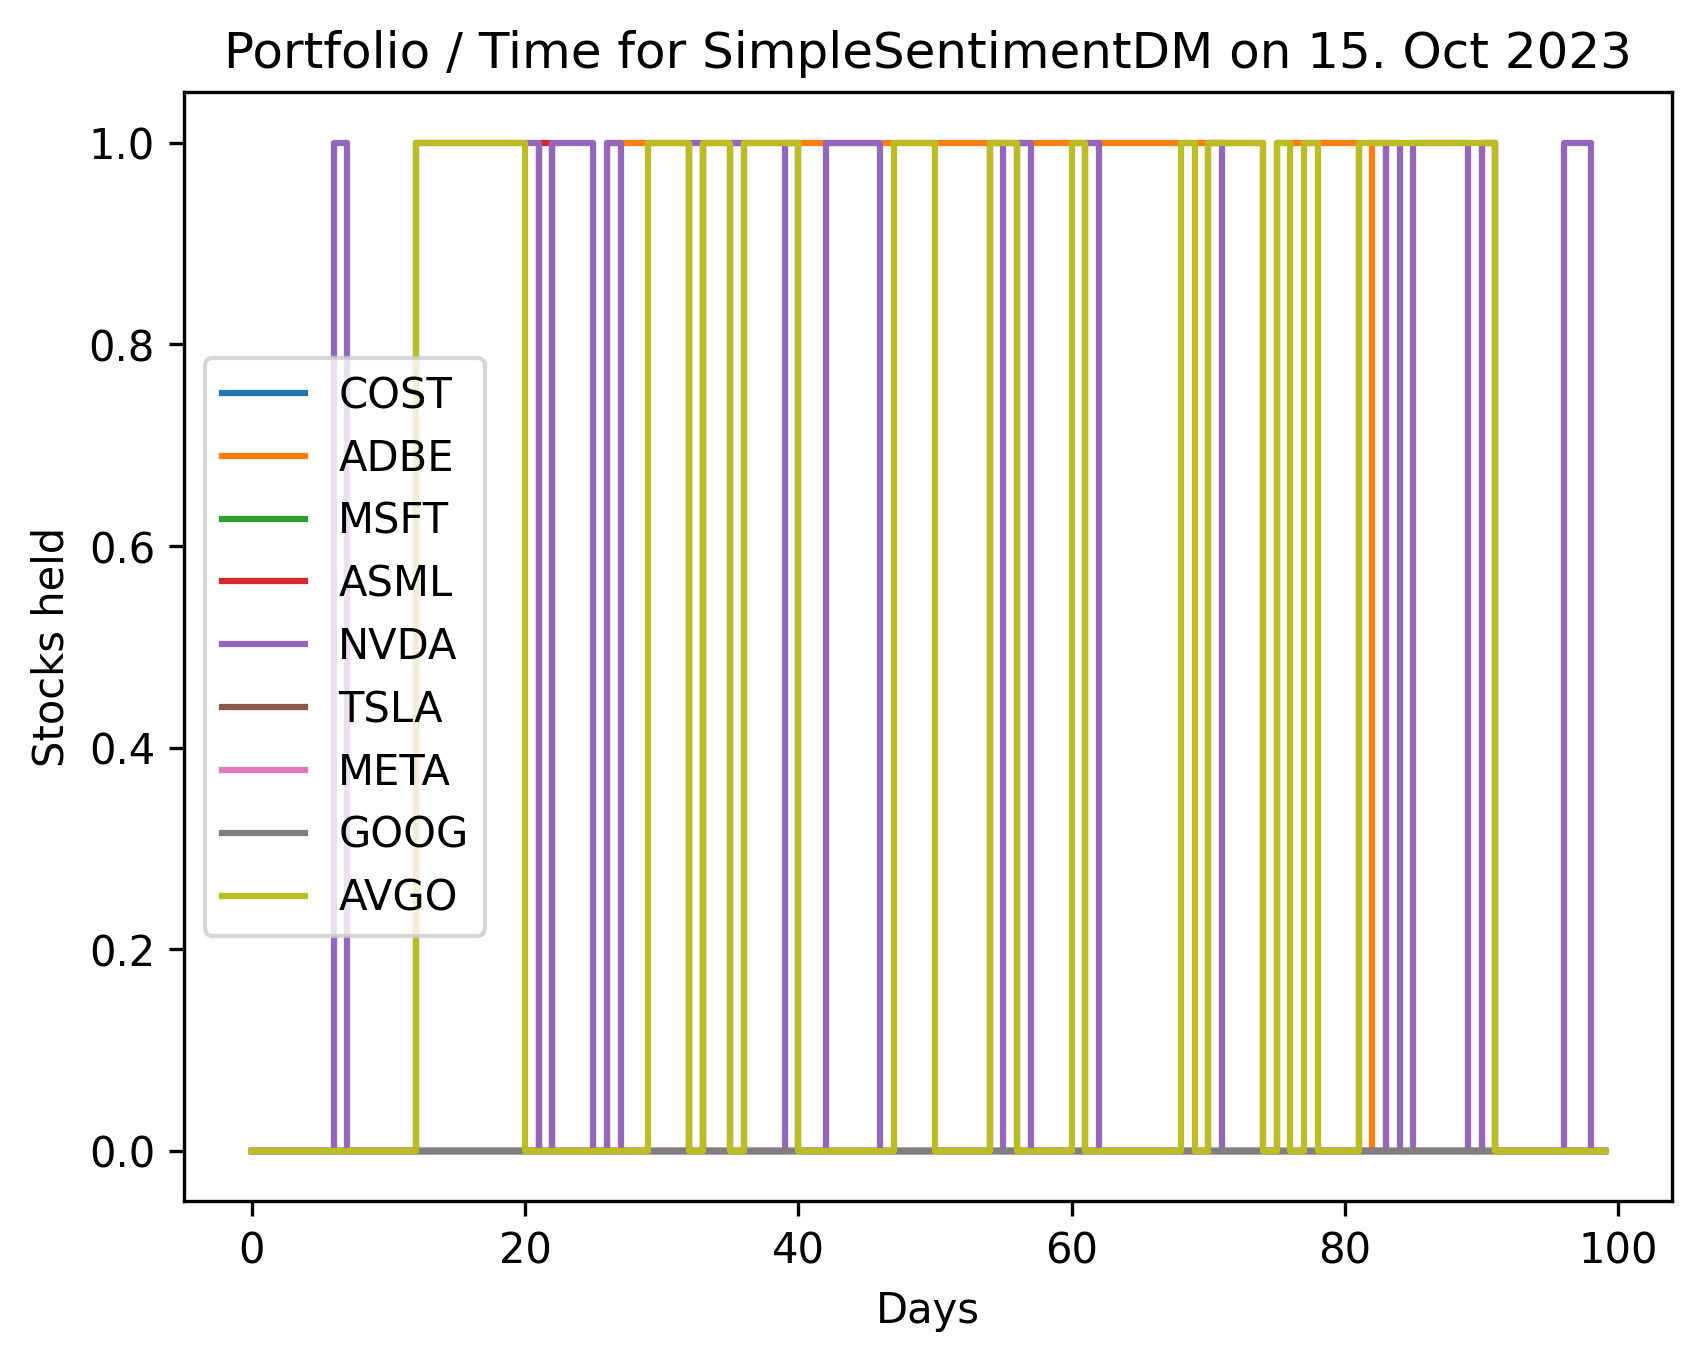 Portfolio / Time for SimpleSentimentDM on 15. Oct 2023
1.0
0.8
0.6
0.4
0.2
0.0
Stocks held
COST
ADBE
MSFT
ASML
NVDA
TSLA
META
GOOG
AVGO
0 20 40 60 80 100
Days